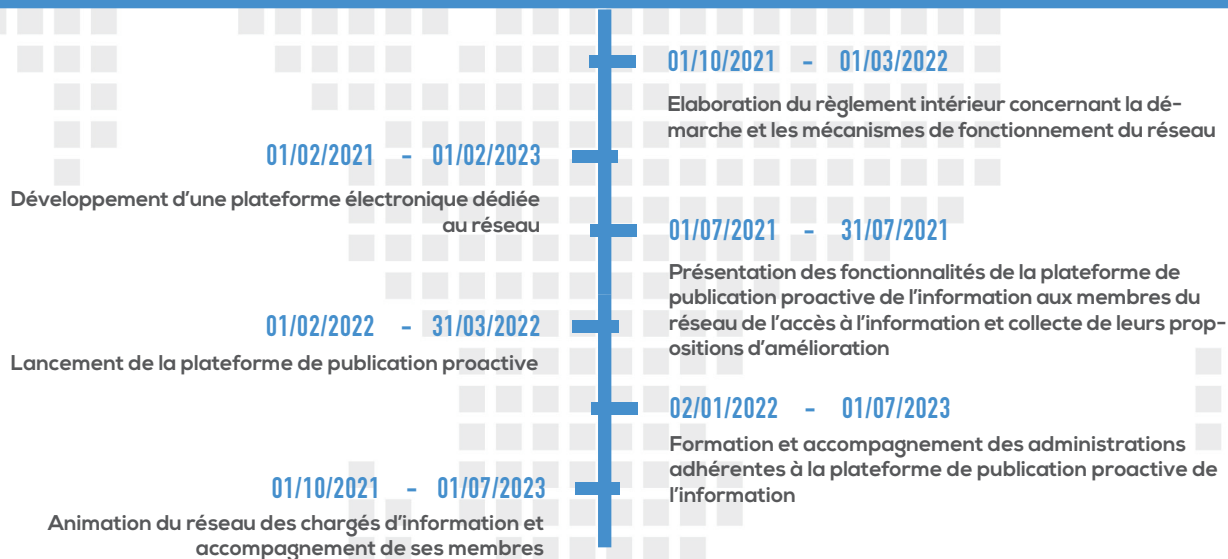 01/10/2021 - 01/03/2022
Elaboration du règlement intérieur concernant la dé-
marche et les mécanismes de fonctionnement du réseau
01/02/2021 - 01/02/2023
Développement d’une plateforme électronique dédiée
au réseau
01/07/2021 - 31/07/2021
Présentation des fonctionnalités de la plateforme de
publication proactive de l’information aux membres du
réseau de l’accès à l’information et collecte de leurs prop-
ositions d’amélioration
01/02/2022 - 31/03/2022
Lancement de la plateforme de publication proactive
02/01/2022 - 01/07/2023
Formation et accompagnement des administrations
adhérentes à la plateforme de publication proactive de
l’information
01/10/2021 - 01/07/2023
Animation du réseau des chargés d’information et
accompagnement de ses membres